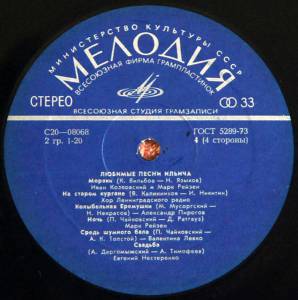 МИНИСТЕРСТВО КУЛЬТУРЫ СССР
МЕЛОДИЯ
ВСЕСОЮЗНАЯ ФИРМА ГРАМПЛАСТИНОК
СТЕРЕО
33
ВСЕСОЮЗНАЯ СТУДИЯ ГРАМЗАПИСИ
С20—08068
ГОСТ 5289-73
2 гр. 1-20
4 (4 стороны)
ЛЮБИМЫЕ ПЕСНИ ИЛЬИЧА
Моряки (К. Вильбоа — Н. Языков)
Иван Козловский и Марк Рейзен
На старом кургане (В. Калинников — И. Никитин)
Хор Ленинградского радио
Колыбельная Еремушки (М. Мусоргский —
Н. Некрасов) — Александр Пирогов
Ночь (П. Чайковский — Д. Ратгауз)
Марк Рейзен
Средь шумного бала (П. Чайковский —
А. К. Толстой) — Валентина Левко
Свадьба
(А. Даргомыжский — А. Тимофеев)
Евгений Нестеренко